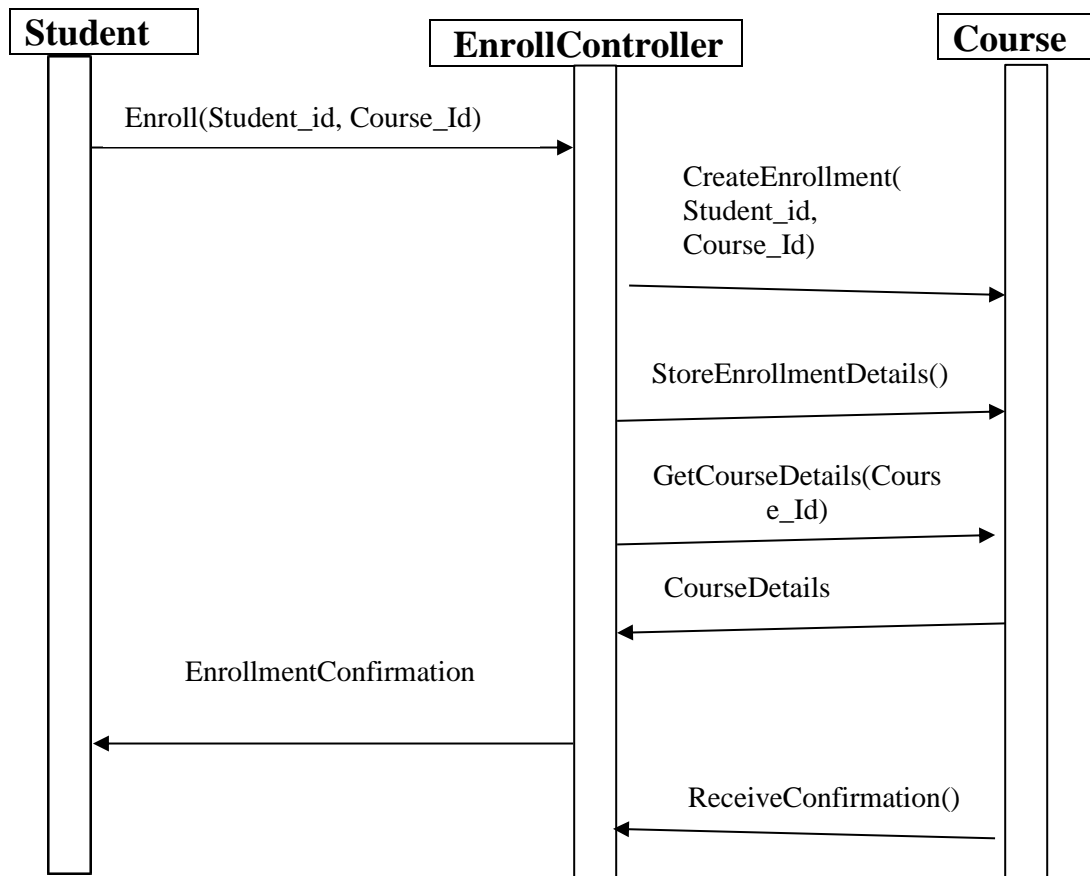 Student
EnrollController
Course
Enroll(Student_id, Course_Id)
CreateEnrollment(
Student_id,
Course_Id)
StoreEnrollmentDetails()
GetCourseDetails(Cours
e_Id)
CourseDetails
EnrollmentConfirmation
ReceiveConfirmation()